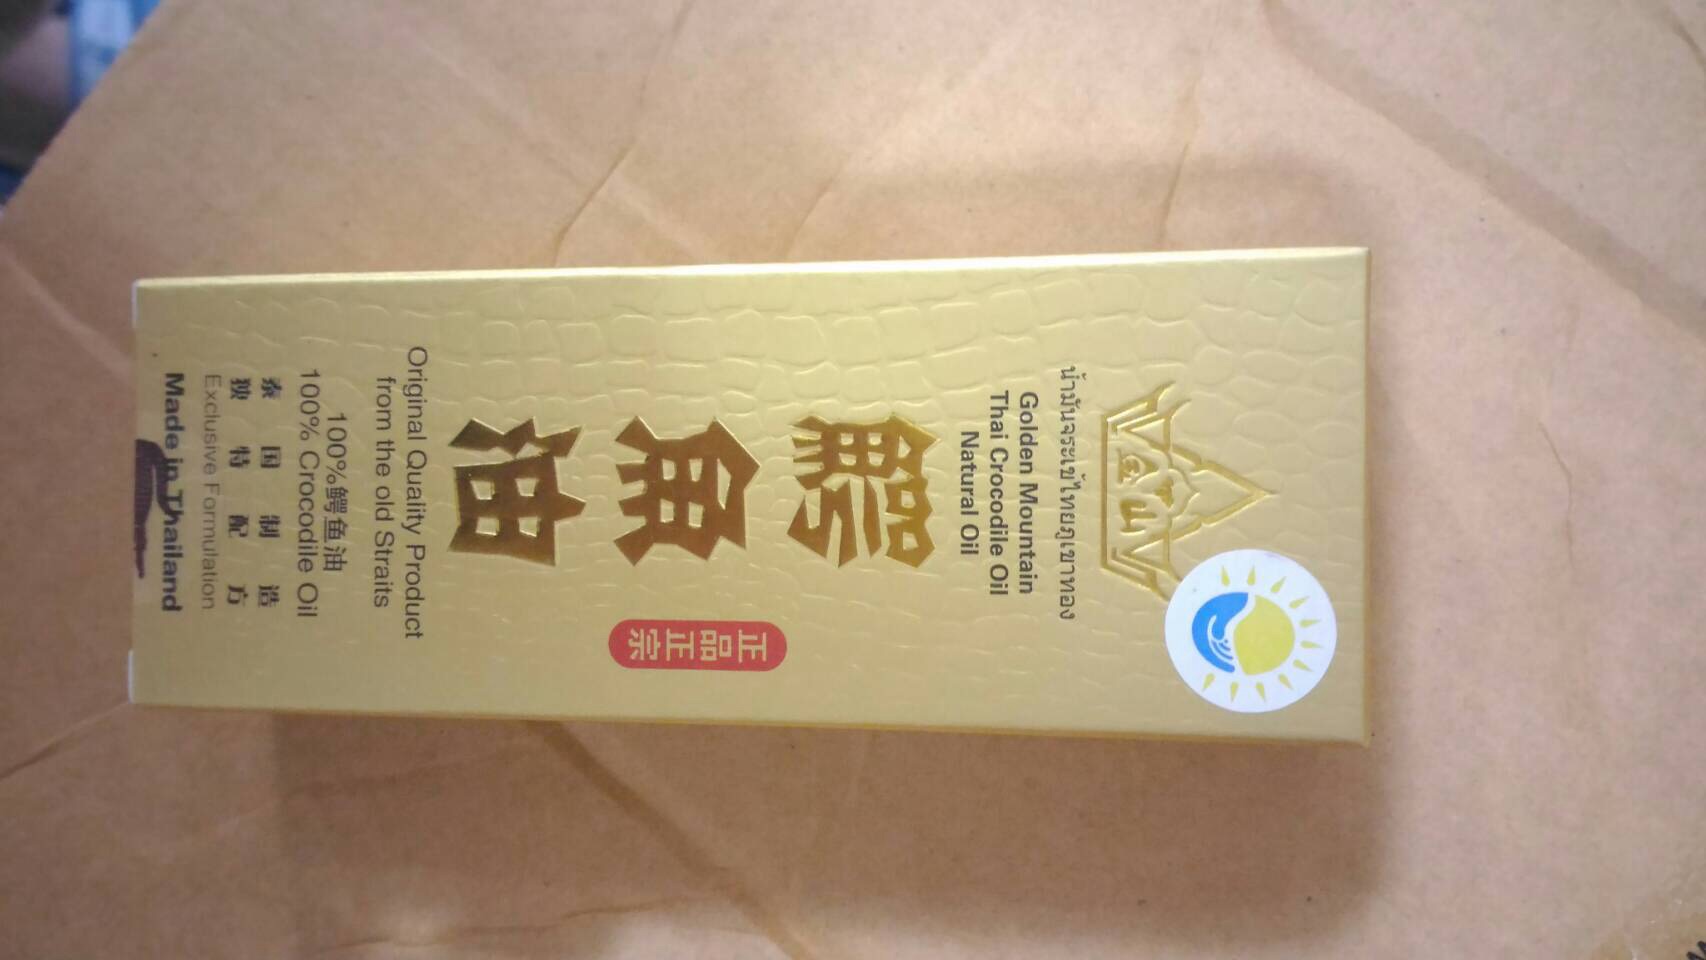 金山
น้ำมันจระเข้ไทยภูเขาทอง
Golden Mountain
Thai Crocodile Oil
Natural Oil
鳄魚油
正品正宗
Original Quality Product
from the old Straits
100%鳄鱼油
100% Crocodile Oil
泰国制造
独特配方
Exclusive Formulation
Made in Thailand